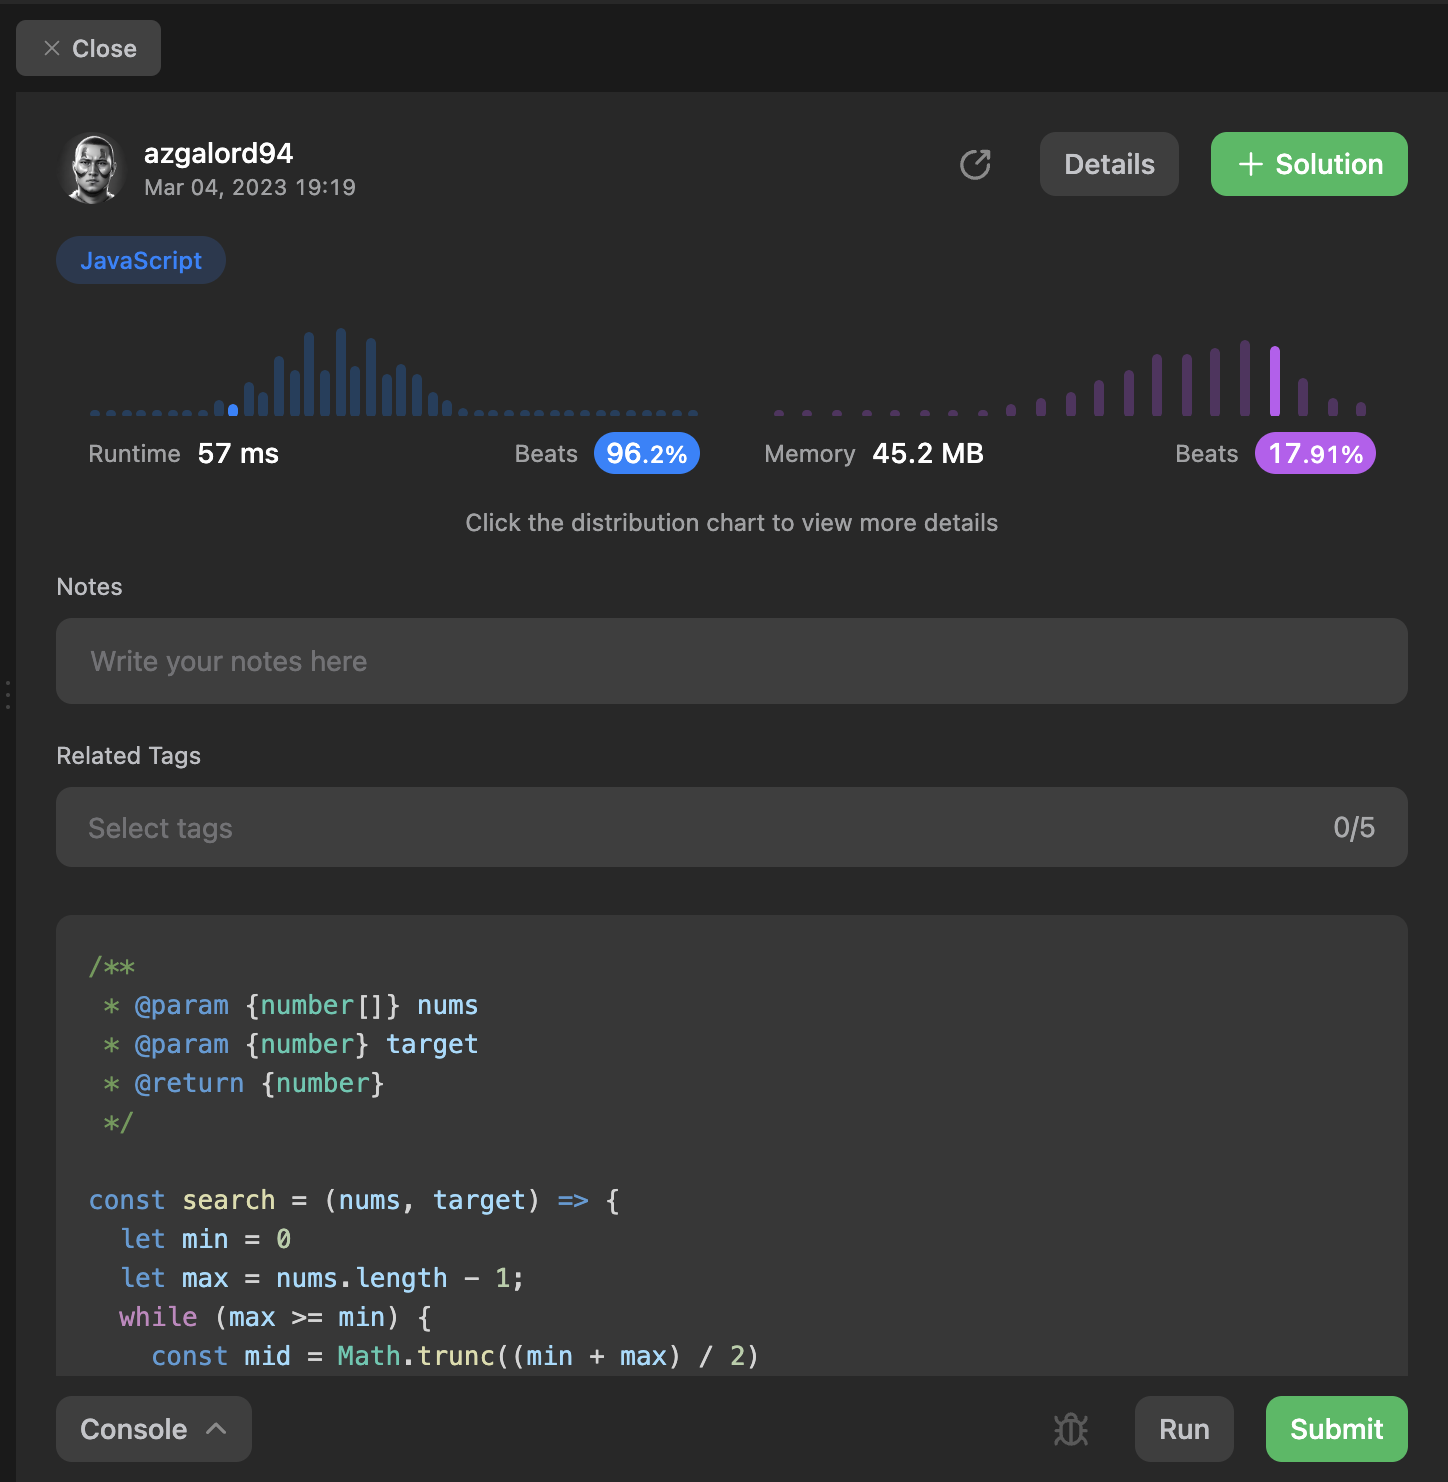 Close
azgalord94
Mar 04, 2023 19:19
Details
+ Solution
JavaScript
Runtime 57 ms Beats 96.2%
Memory 45.2 MB Beats 17.91%
Click the distribution chart to view more details
Notes
Write your notes here
Related Tags
Select tags 0/5
/**
 * @param {number[]} nums
 * @param {number} target
 * @return {number}
 */
const search = (nums, target) => {
  let min = 0
  let max = nums.length - 1;
  while (max >= min) {
    const mid = Math.trunc((min + max) / 2)
Console
Run
Submit